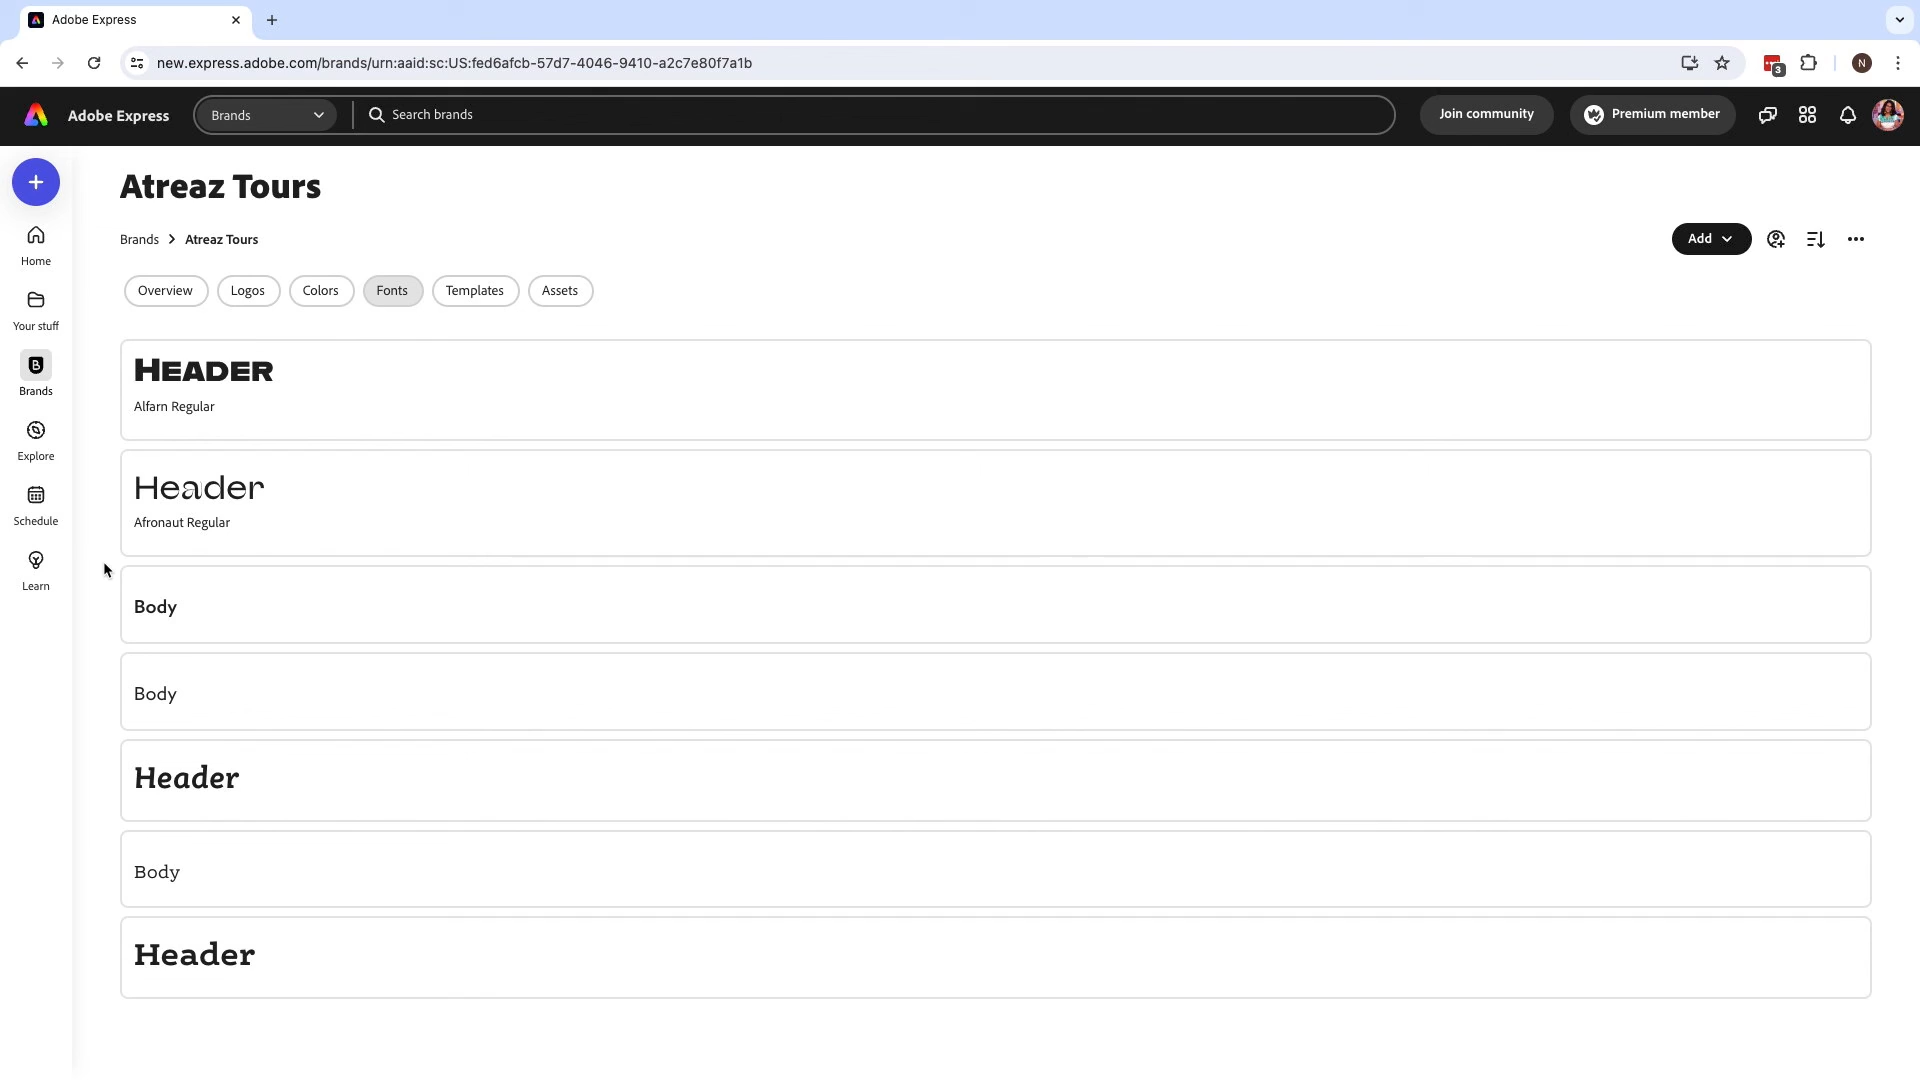 Adobe Express
new.express.adobe.com/brands/urn:aaid:sc:US:fed6afcb-57d7-4046-9410-a2c7e80f7a1b
3
N
Adobe Express
Brands
Search brands
Join community
Premium member
Home
Your stuff
B
Brands
Explore
Schedule
Learn
Atreaz Tours
Brands > Atreaz Tours
Add
Overview
Logos
Colors
Fonts
Templates
Assets
HEADER
Alfarn Regular
Header
Afronaut Regular
Body
Body
Header
Body
Header